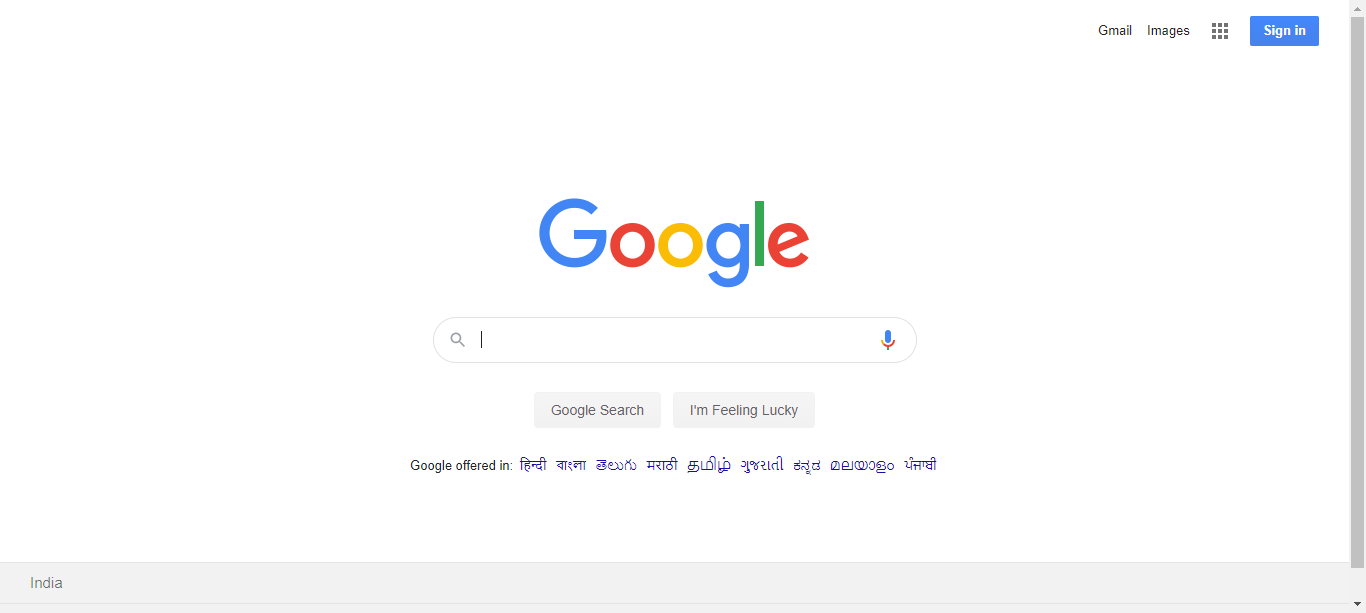 Gmail Images Sign in
Google
Google Search I'm Feeling Lucky
Google offered in: हिन्दी বাংলা తెలుగు मराठी தமிழ் ગુજરાતી ಕನ್ನಡ മലയാളം ਪੰਜਾਬੀ
India